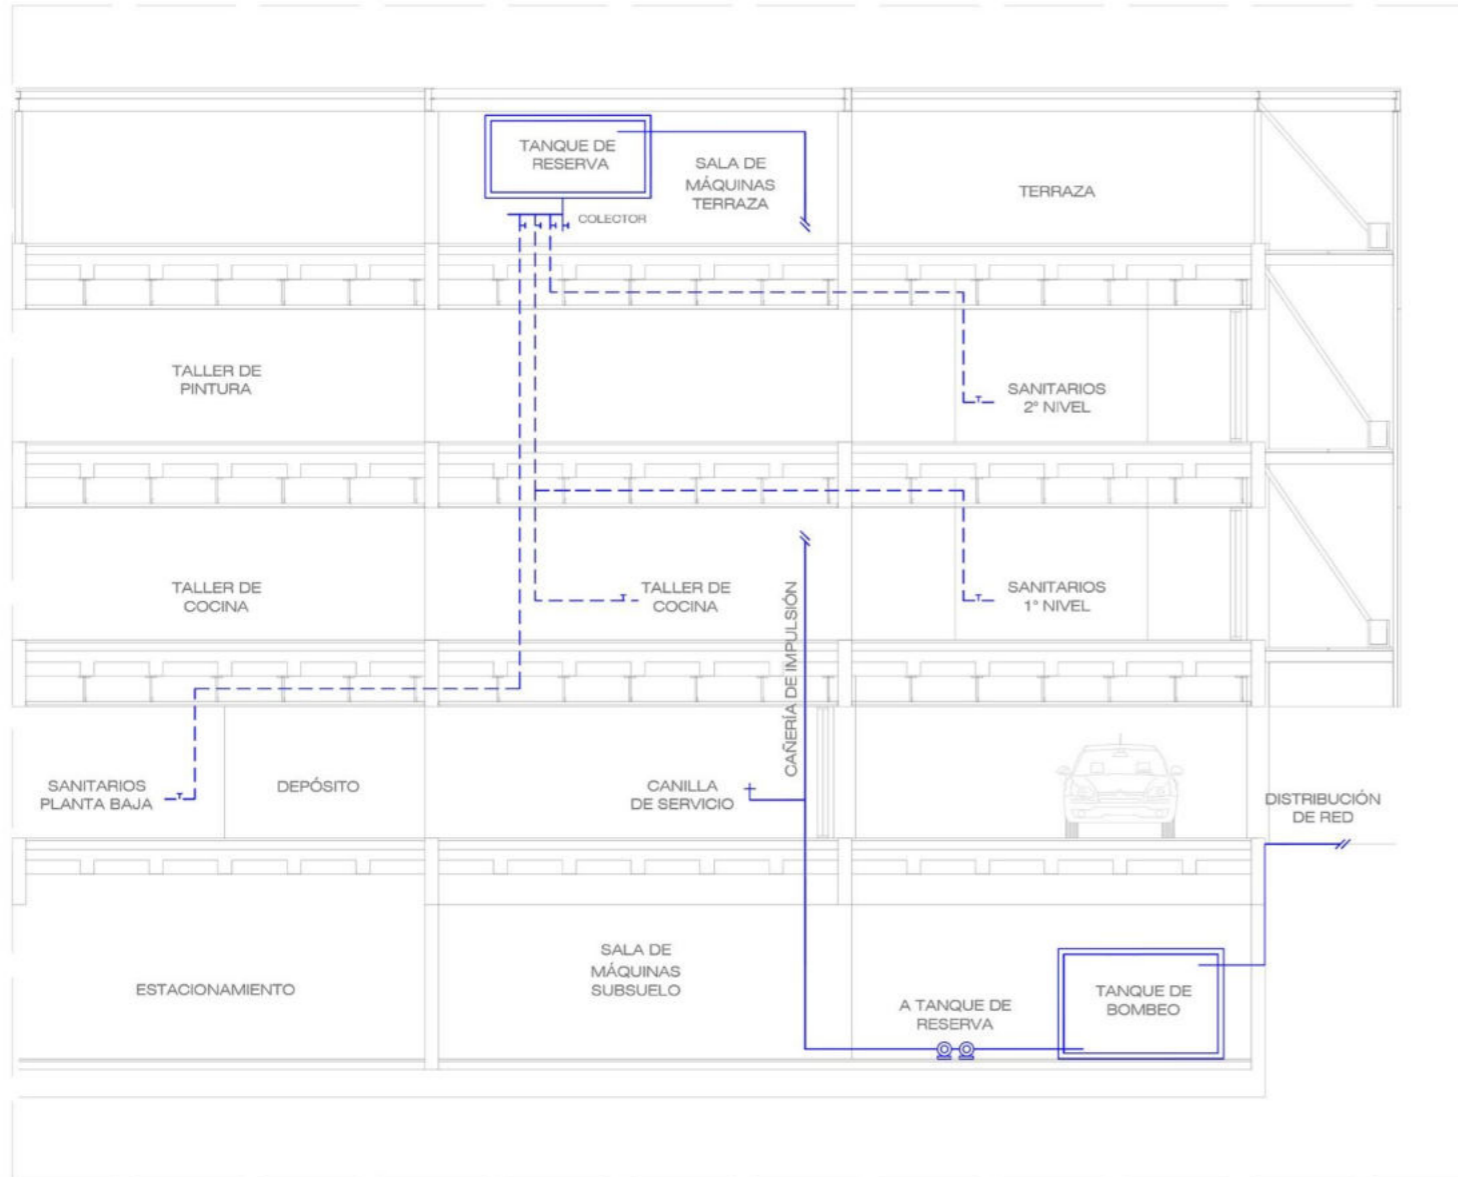 TANQUE DE
RESERVA
SALA DE
MÁQUINAS
TERRAZA
TERRAZA
COLECTOR
TALLER DE
PINTURA
SANITARIOS
2° NIVEL
TALLER DE
COCINA
TALLER DE
COCINA
SANITARIOS
1° NIVEL
CAÑERÍA DE IMPULSIÓN
SANITARIOS
PLANTA BAJA
DEPÓSITO
CANILLA
DE SERVICIO
DISTRIBUCIÓN
DE RED
ESTACIONAMIENTO
SALA DE
MÁQUINAS
SUBSUELO
A TANQUE DE
RESERVA
TANQUE DE
BOMBEO